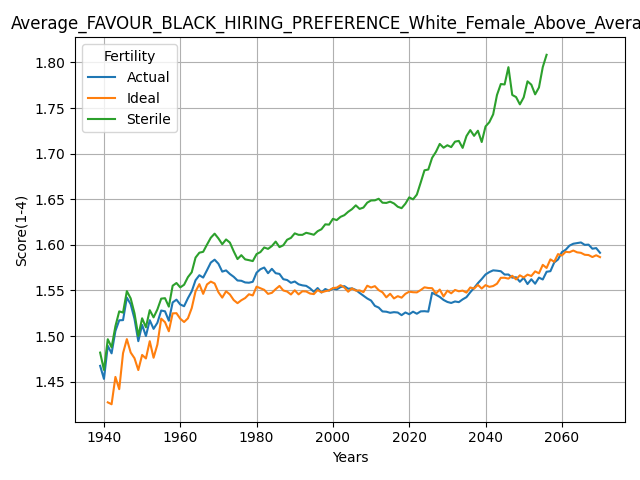 Average_FAVOUR_BLACK_HIRING_PREFERENCE_White_Female_Above_Avera
Fertility
Actual
Ideal
Sterile
Score(1-4)
1.80
1.75
1.70
1.65
1.60
1.55
1.50
1.45
1940 1960 1980 2000 2020 2040 2060
Years